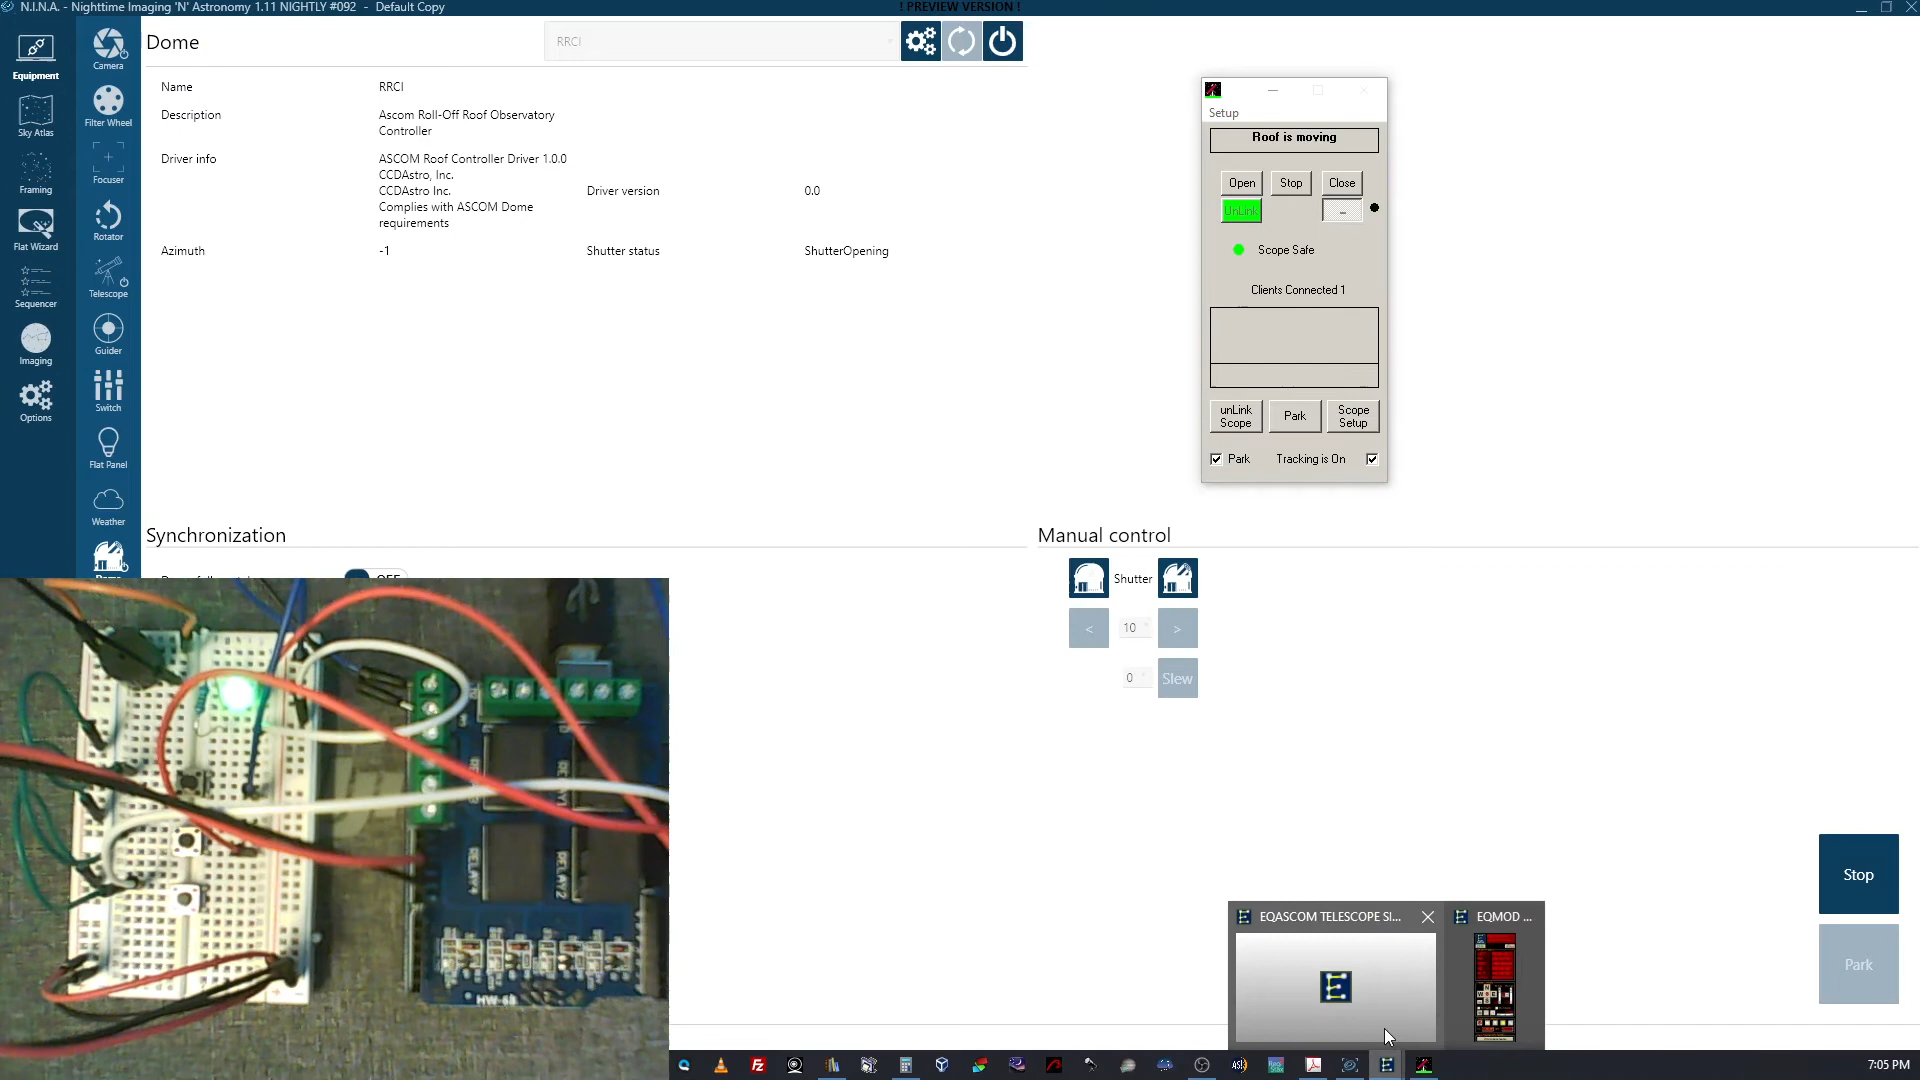 N.I.N.A. - Nighttime Imaging 'N' Astronomy 1.11 NIGHTLY #092 - Default Copy
! PREVIEW VERSION !
Equipment
Sky Atlas
Framing
Flat Wizard
Sequencer
Imaging
Options
Camera
Filter Wheel
Focuser
Rotator
Telescope
Guider
Switch
Flat Panel
Weather
Dome
RRCI
Name
RRCI
Description
Ascom Roll-Off Roof Observatory
Controller
Driver info
ASCOM Roof Controller Driver 1.0.0
CCDAstro, Inc.
CCDAstro Inc.
Complies with ASCOM Dome
requirements
Driver version
0.0
Azimuth
-1
Shutter status
ShutterOpening
Setup
Roof is moving
Open
Stop
Close
UnLink
Scope Safe
Clients Connected 1
unLink
Scope
Park
Scope
Setup
Park
Tracking is On
Synchronization
OFF
Manual control
Shutter
<
10
>
0
Slew
Stop
Park
RELAY4
RELAY2
EQASCOM TELESCOPE SI...
EQMOD ...
7:05 PM